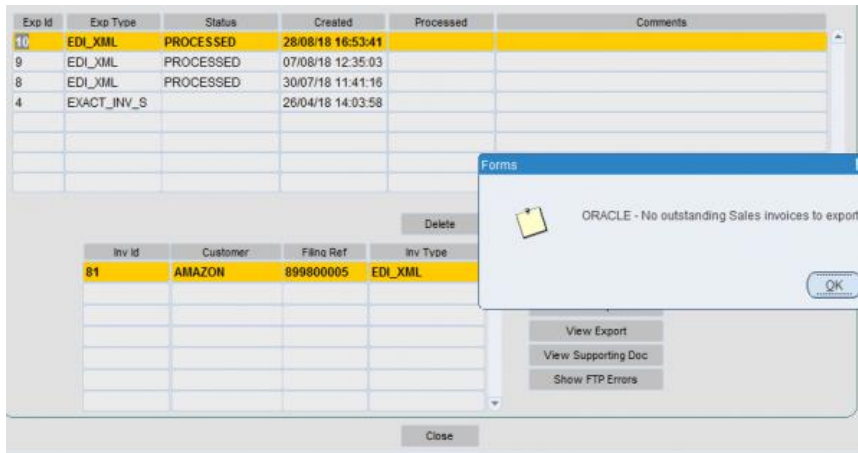 Exp Id Exp Type Status Created Processed Comments
10 EDI_XML PROCESSED 28/08/18 16:53:41
9 EDI_XML PROCESSED 07/08/18 12:35:03
8 EDI_XML PROCESSED 30/07/18 11:41:16
4 EXACT_INV_S 26/04/18 14:03:58
Forms
ORACLE - No outstanding Sales invoices to export
OK
Delete
Inv Id Customer Filing Ref Inv Type
81 AMAZON 899800005 EDI_XML
View Export
View Supporting Doc
Show FTP Errors
Close